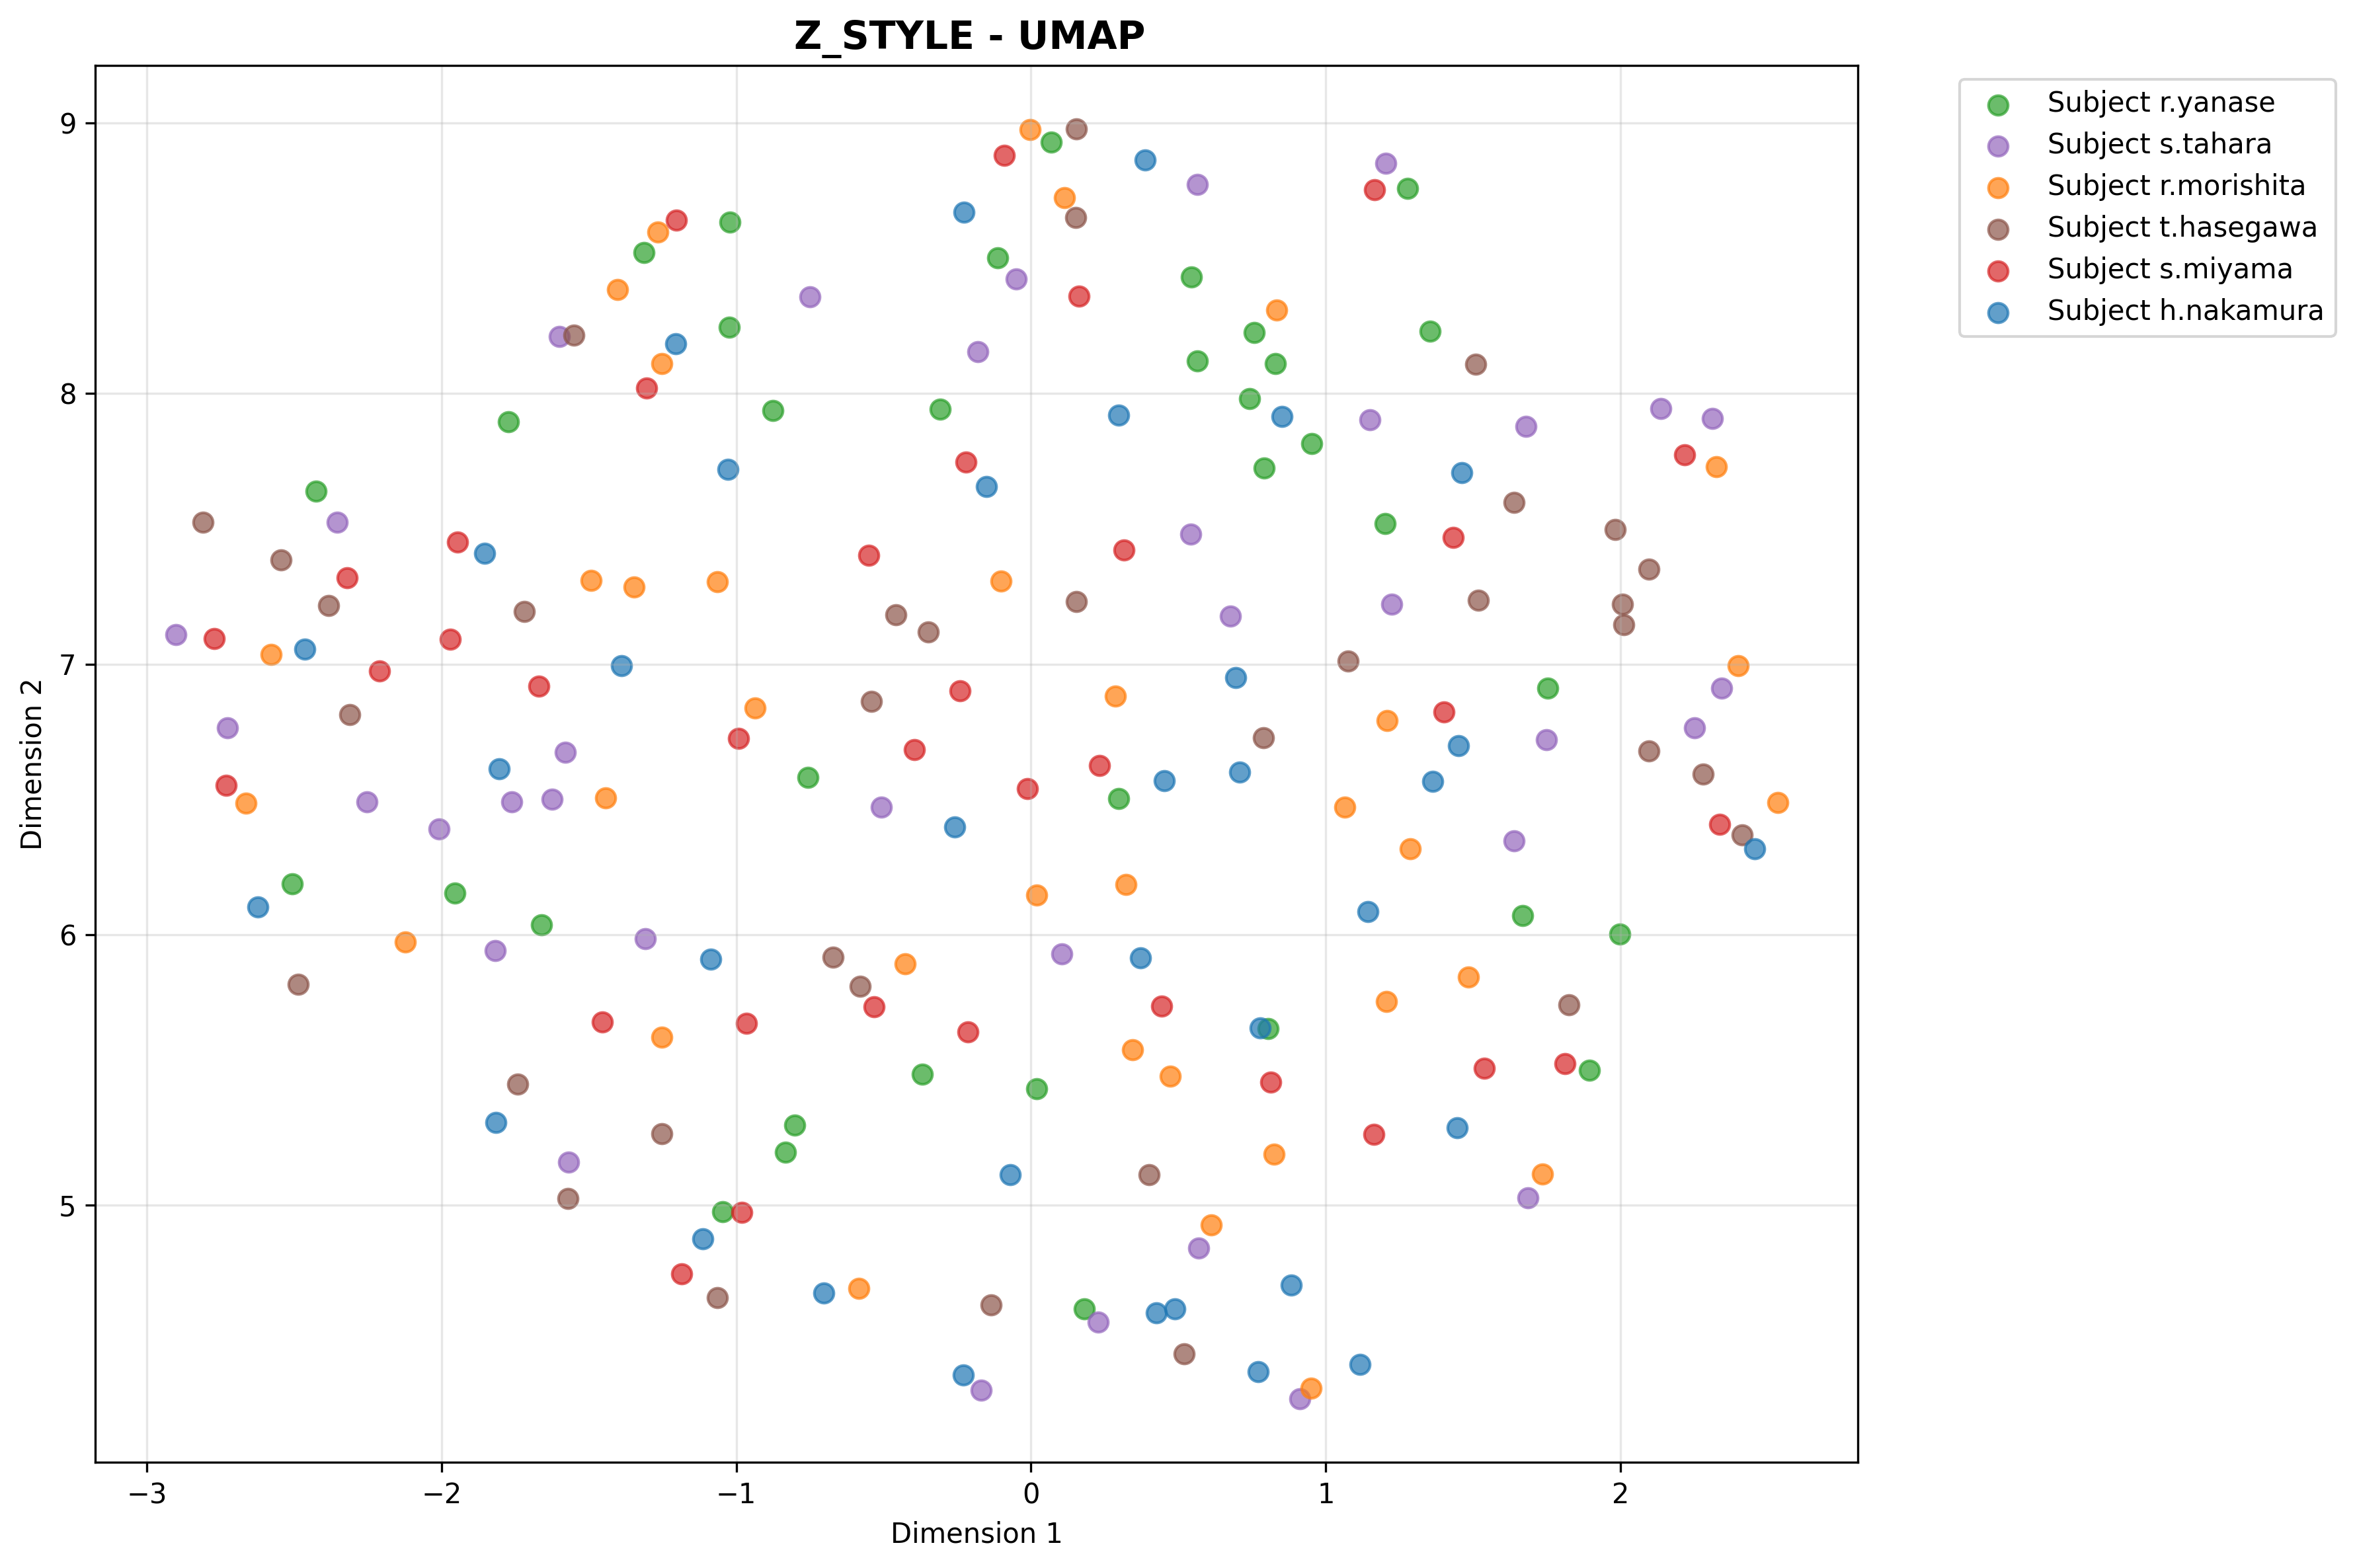 Z_STYLE - UMAP
Subject r.yanase
Subject s.tahara
Subject r.morishita
Subject t.hasegawa
Subject s.miyama
Subject h.nakamura
Dimension 2
9
8
7
6
5
−3
−2
−1
0
1
2
Dimension 1